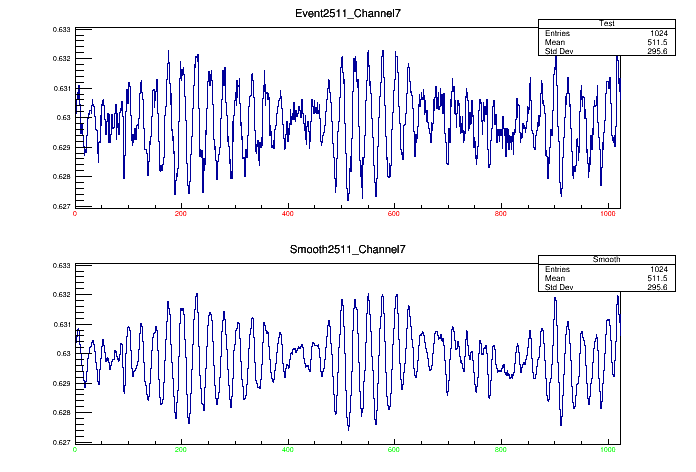 Event2511_Channel7
Test
Entries 1024
Mean 511.5
Std Dev 295.6
0.633
0.632
0.631
0.63
0.629
0.628
0.627
0 200 400 600 800 1000
Smooth2511_Channel7
Smooth
Entries 1024
Mean 511.5
Std Dev 295.6
0.633
0.632
0.631
0.63
0.629
0.628
0.627
0 200 400 600 800 1000